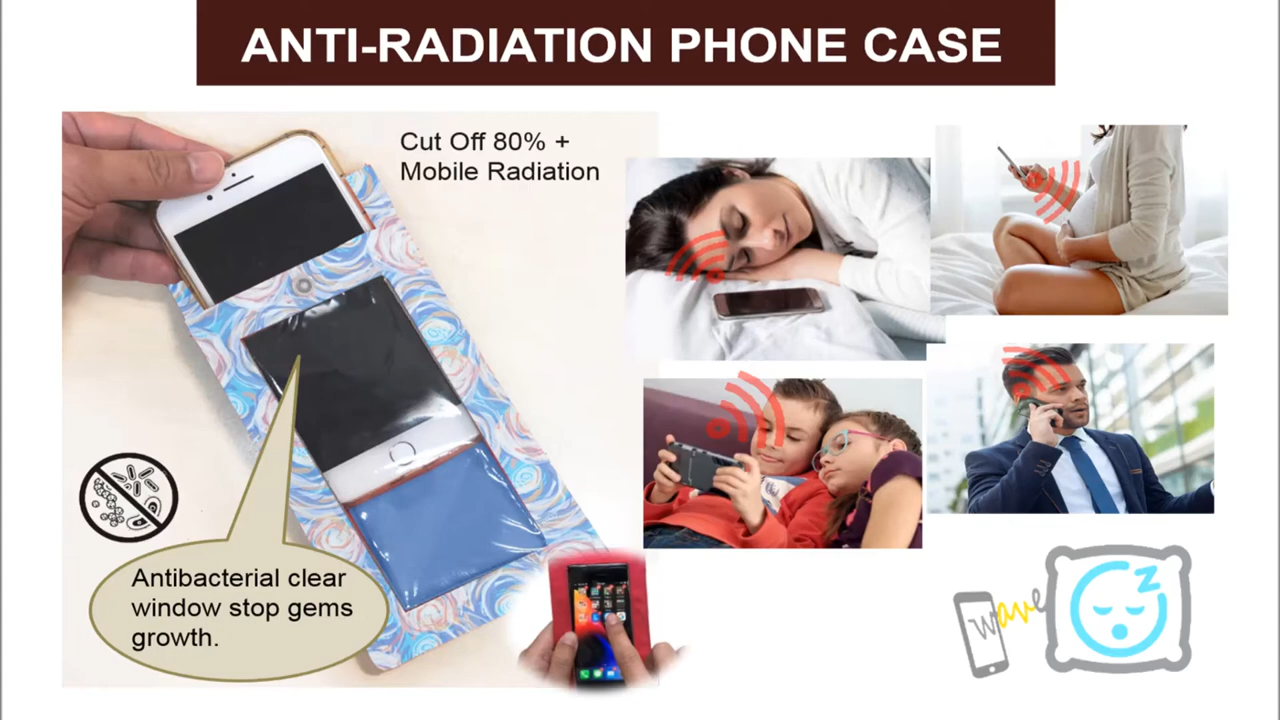 ANTI-RADIATION PHONE CASE
Cut Off 80% +
Mobile Radiation
Antibacterial clear
window stop gems
growth.
wave
Z